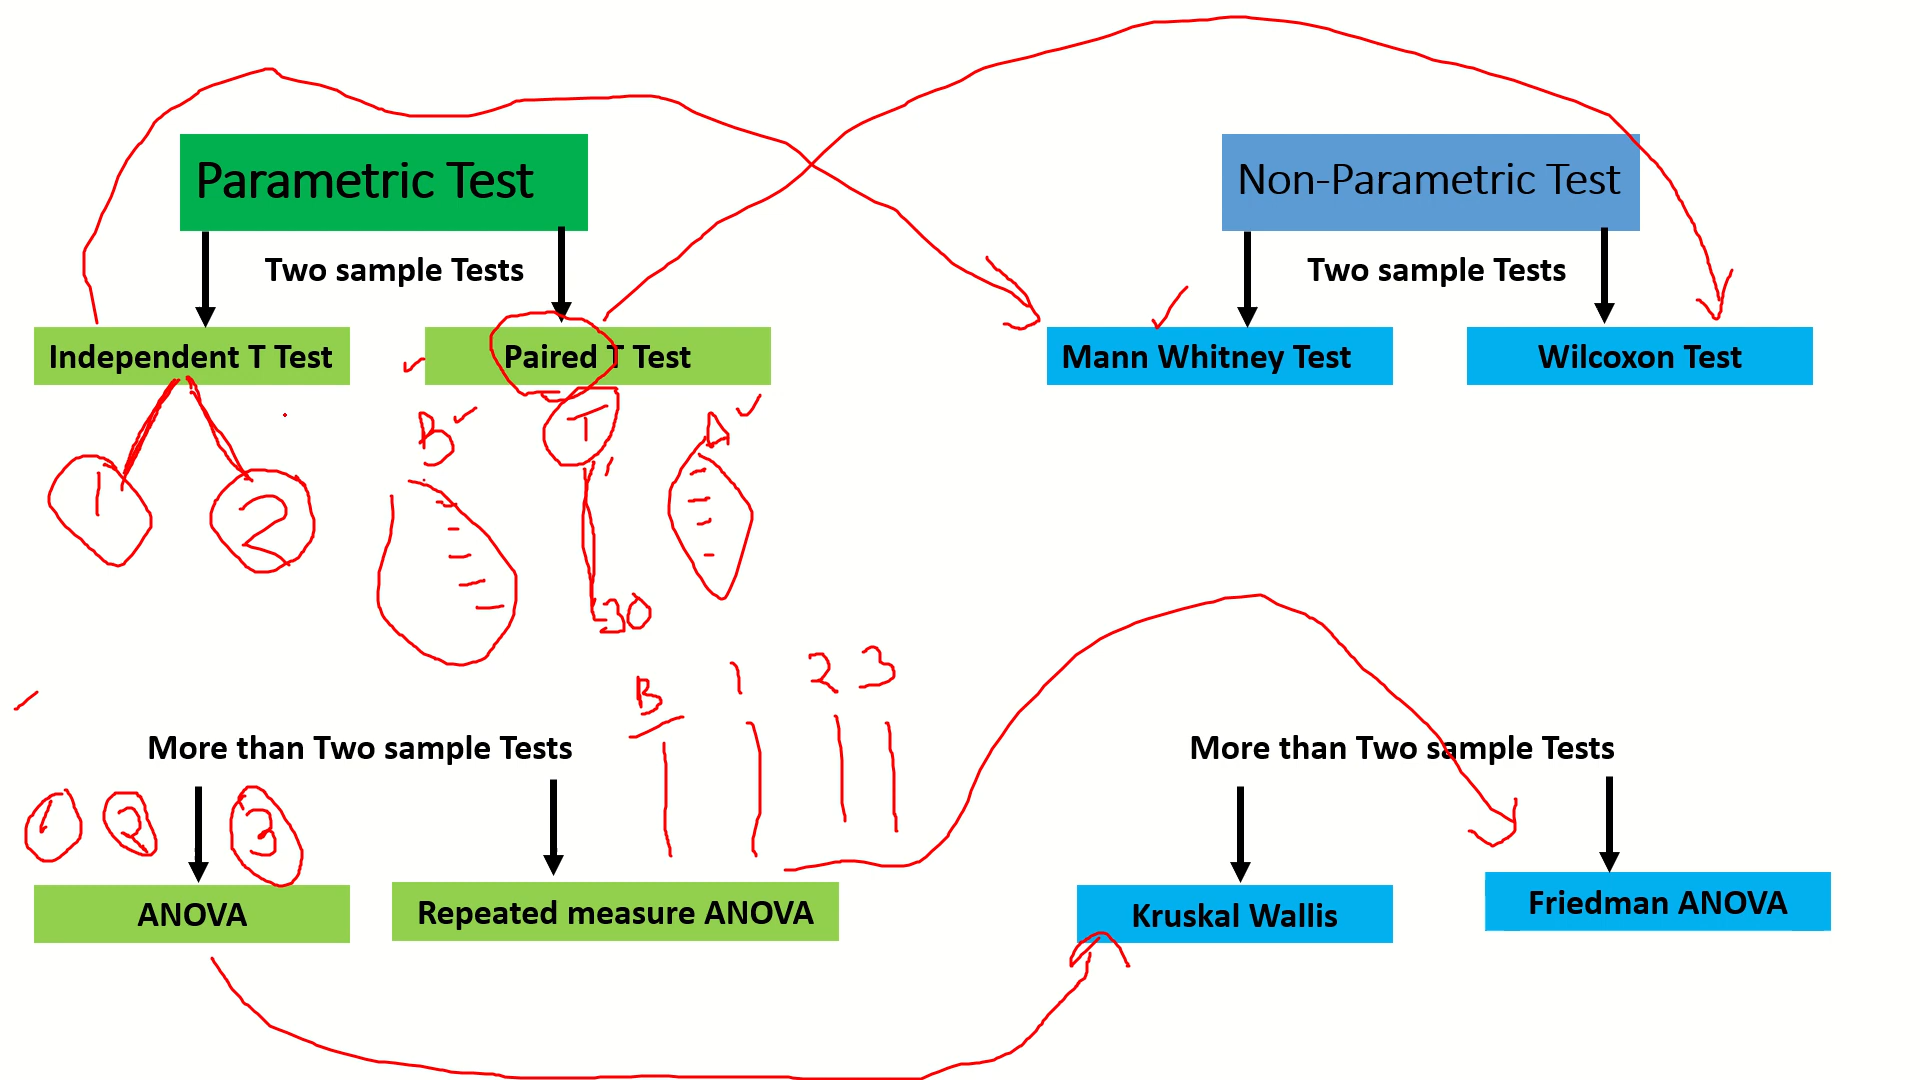 Parametric Test
Non-Parametric Test
Two sample Tests
Two sample Tests
Independent T Test
Paired T Test
Mann Whitney Test
Wilcoxon Test
B
T
A
1
2
30
B
1
2
3
More than Two sample Tests
More than Two sample Tests
1
2
3
ANOVA
Repeated measure ANOVA
Kruskal Wallis
Friedman ANOVA